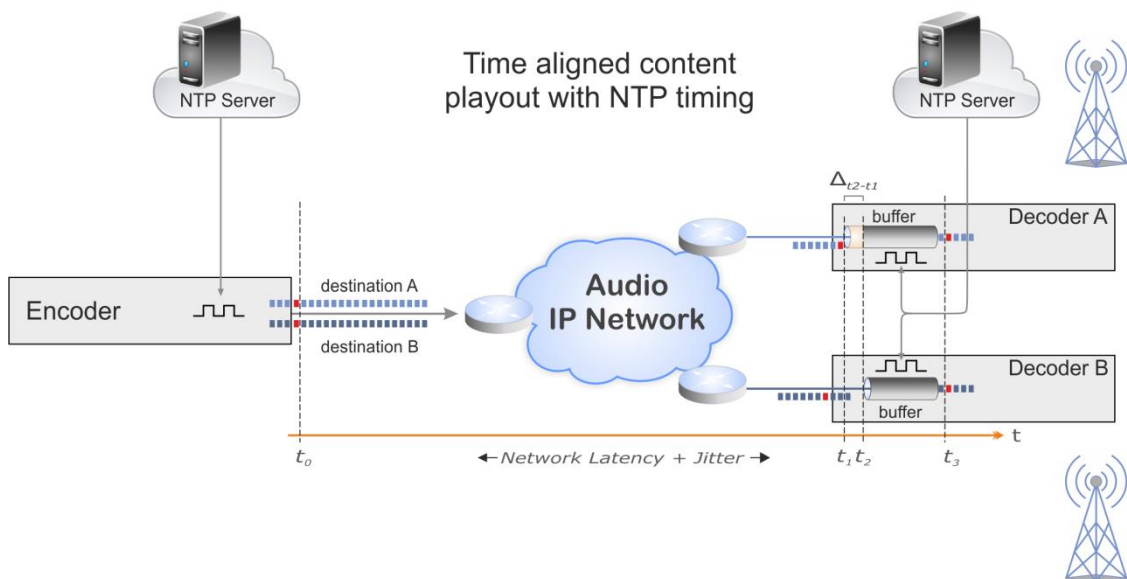 NTP Server
Time aligned content
playout with NTP timing
NTP Server
Δt2-t1
buffer
Decoder A
destination A
Encoder
Audio
IP Network
destination B
Decoder B
buffer
t
t0
Network Latency + Jitter
t1 t2
t3